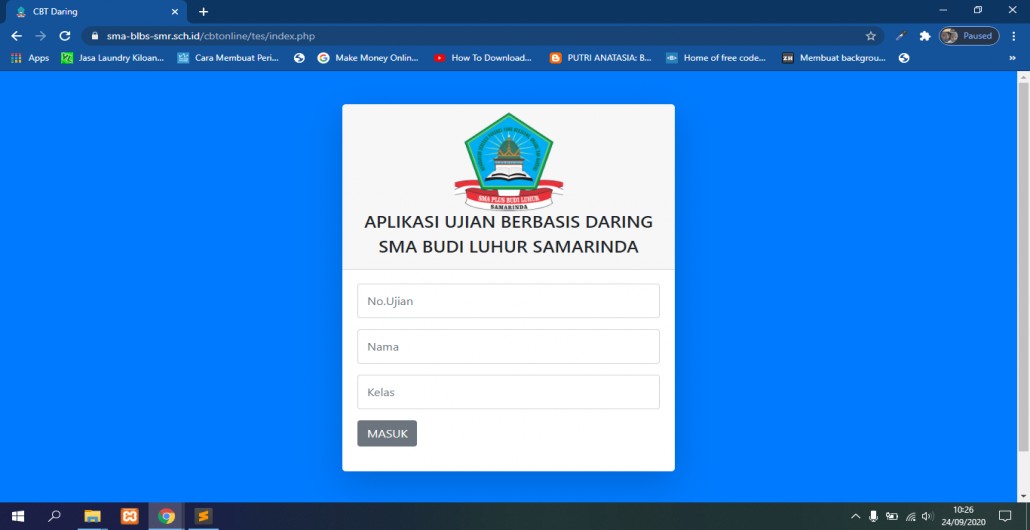 CBT Daring
sma-blbs-smr.sch.id/cbtonline/tes/index.php
Paused
Apps
Jasa Laundry Kiloan...
Cara Membuat Peri...
Make Money Onlin...
How To Download...
PUTRI ANATASIA: B...
Home of free code...
Membuat backgrou...
SMA PLUS BUDI LUHUR
SAMARINDA
APLIKASI UJIAN BERBASIS DARING
SMA BUDI LUHUR SAMARINDA
No.Ujian
Nama
Kelas
MASUK
10:26
24/09/2020